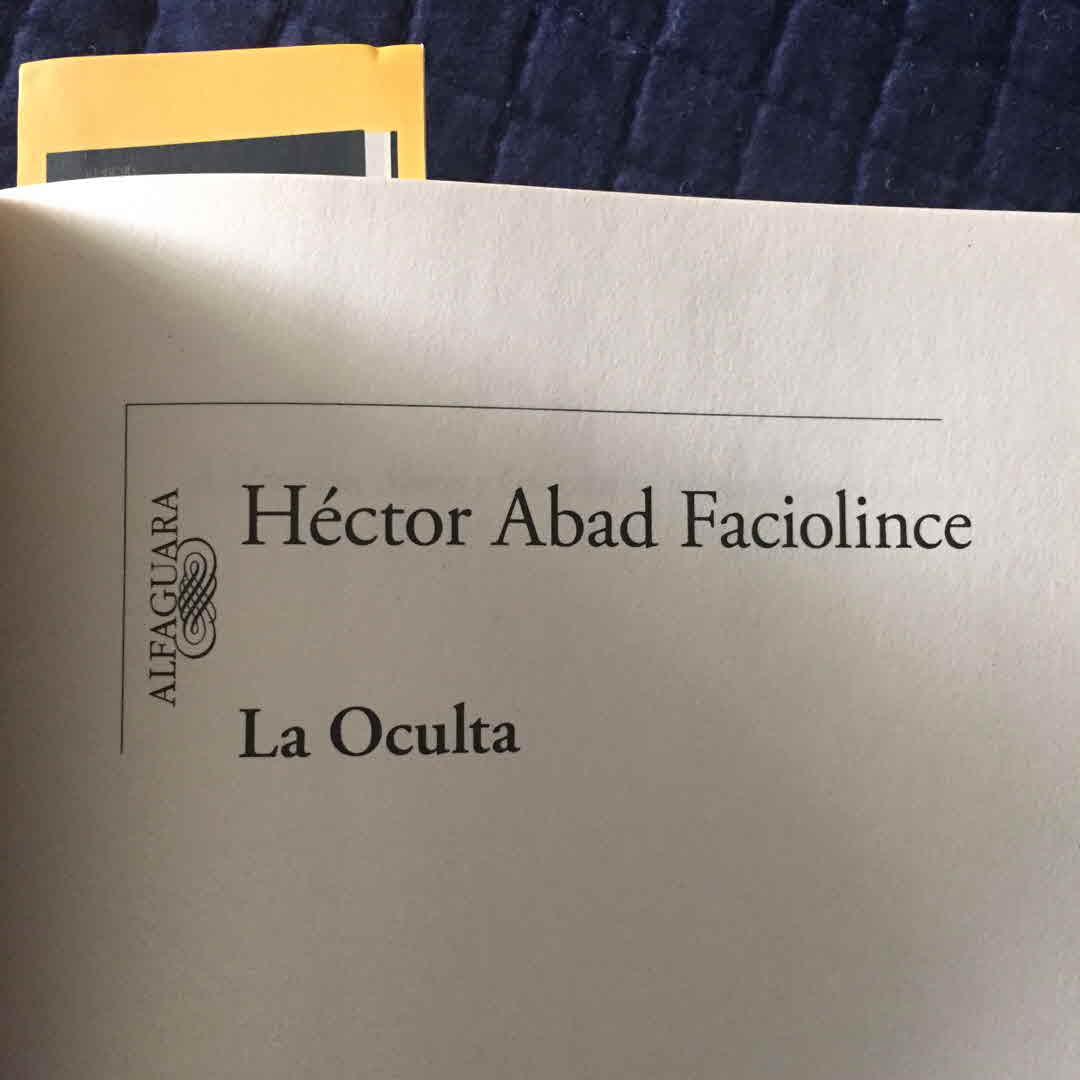 Héctor Abad Faciolince
ALFAGUARA
La Oculta